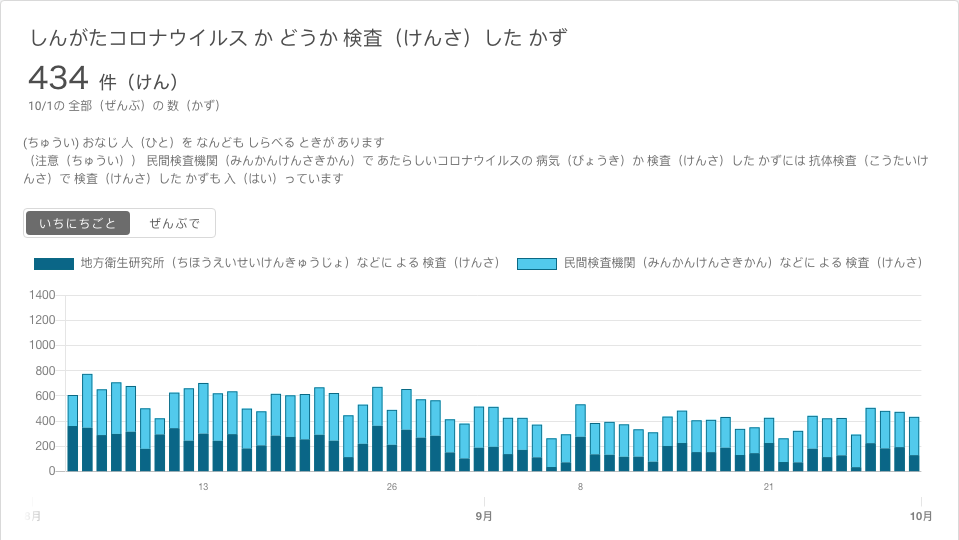 しんがたコロナウイルス か どうか 検査（けんさ）した かず
434 件（けん）
10/1の 全部（ぜんぶ）の 数（かず）
(ちゅうい) おなじ 人（ひと）を なんども しらべる ときが あります
（注意（ちゅうい）） 民間検査機関（みんかんけんさきかん）で あたらしいコロナウイルスの 病気（びょうき）か 検査（けんさ）した かずには 抗体検査（こうたいけ
んさ）で 検査（けんさ）した かずも 入（はい）っています
いちにちごと ぜんぶで
地方衛生研究所（ちほうえいせいけんきゅうじょ）などに よる 検査（けんさ） 民間検査機関（みんかんけんさきかん）などに よる 検査（けんさ）
1400
1200
1000
800
600
400
200
0
13 26 8 21
月 9月 10月